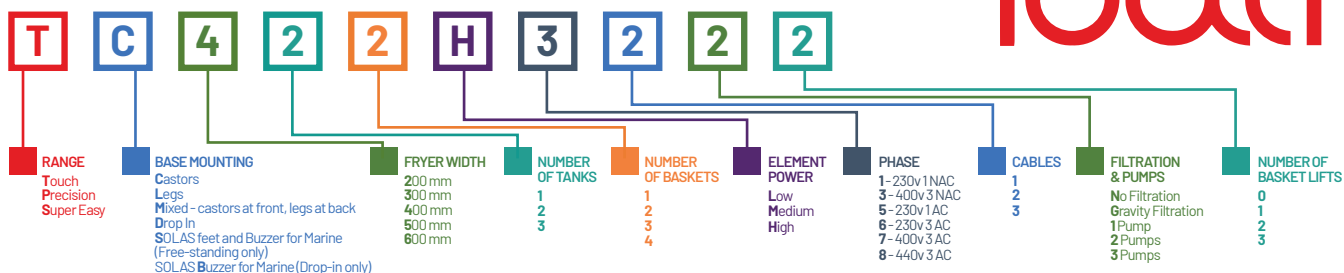 T C 4 2 2 H 3 2 2 2
RANGE
Touch
Precision
Super Easy
BASE MOUNTING
Castors
Legs
Mixed - castors at front, legs at back
Drop In
SOLAS feet and Buzzer for Marine
(Free-standing only)
SOLAS Buzzer for Marine (Drop-in only)
FRYER WIDTH
200 mm
300 mm
400 mm
500 mm
600 mm
NUMBER
OF TANKS
1
2
3
NUMBER
OF BASKETS
1
2
3
4
ELEMENT
POWER
Low
Medium
High
PHASE
1 - 230v 1 NAC
3 - 400v 3 NAC
5 - 230v 1 AC
6 - 230v 3 AC
7 - 400v 3 AC
8 - 440v 3 AC
CABLES
1
2
3
FILTRATION
& PUMPS
No Filtration
Gravity Filtration
1 Pump
2 Pumps
3 Pumps
NUMBER OF
BASKET LIFTS
0
1
2
3